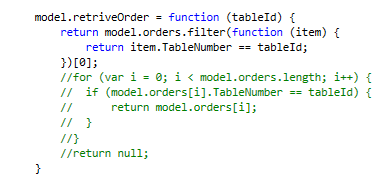 model.retriveOrder = function (tableId) {
    return model.orders.filter(function (item) {
        return item.TableNumber == tableId;
    })[0];
    //for (var i = 0; i < model.orders.length; i++) {
    //  if (model.orders[i].TableNumber == tableId) {
    //      return model.orders[i];
    //  }
    //}
    //return null;
}